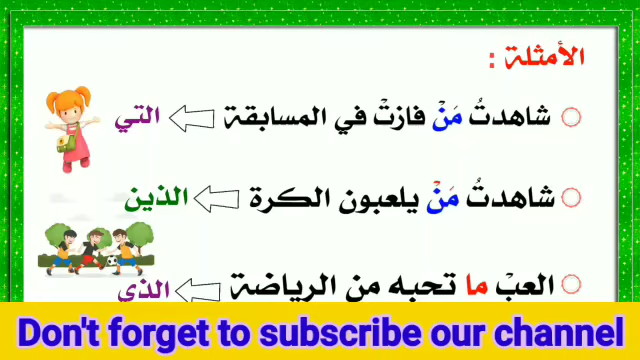 الأمثلة :
شاهدتُ مَنْ فازتْ في المسابقة التي
شاهدتُ مَنْ يلعبون الكرة الذين
العبْ ما تحبه من الرياضة الذي
Don't forget to subscribe our channel